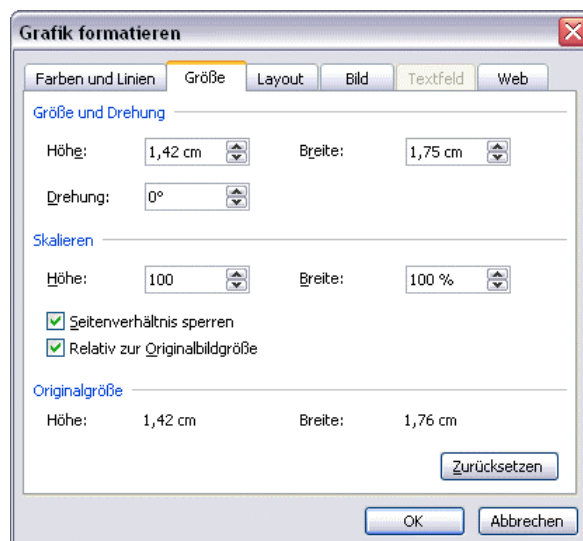 Grafik formatieren
Farben und Linien Größe Layout Bild Textfeld Web
Größe und Drehung
Höhe: 1,42 cm Breite: 1,75 cm
Drehung: 0°
Skalieren
Höhe: 100 Breite: 100 %
Seitenverhältnis sperren
Relativ zur Originalbildgröße
Originalgröße
Höhe: 1,42 cm Breite: 1,76 cm
Zurücksetzen
OK Abbrechen